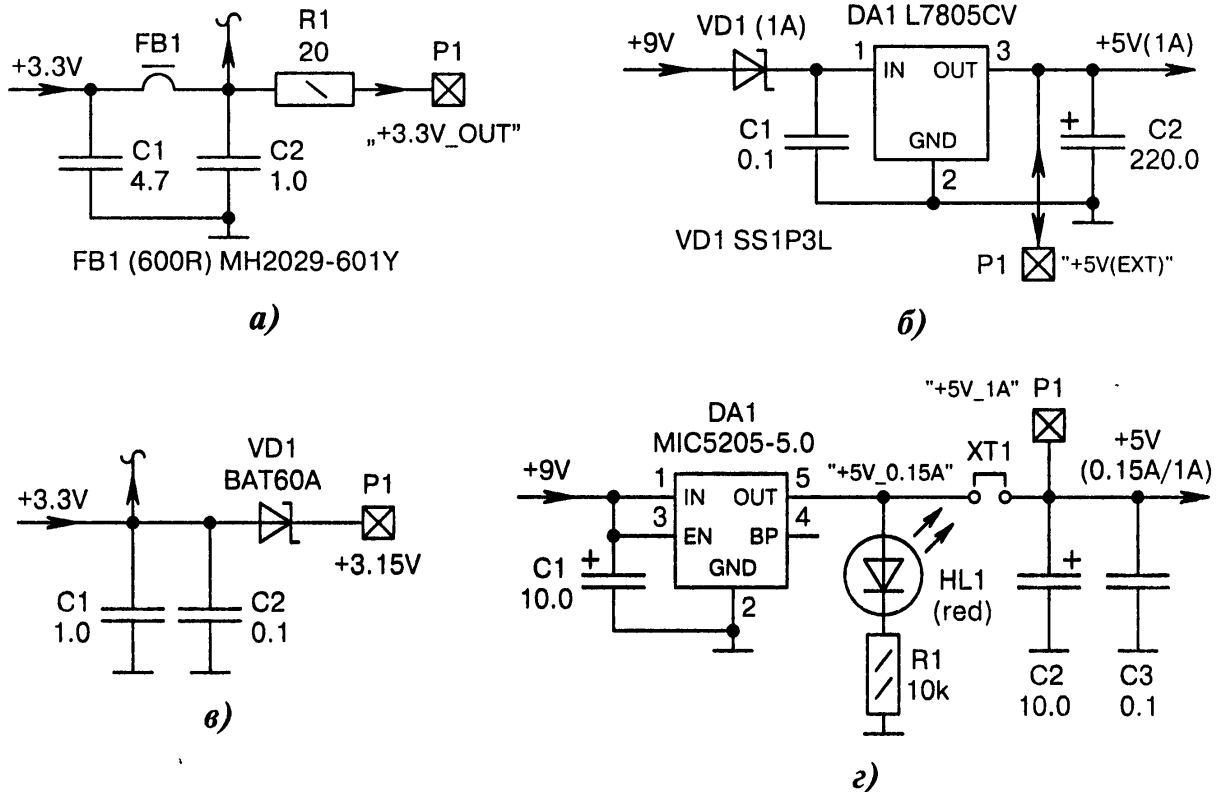 +3.3V
FB1
R1
20
P1
„+3.3V_OUT”
C1
4.7
C2
1.0
FB1 (600R) MH2029-601Y
а)
+9V
VD1 (1A)
DA1 L7805CV
1
IN
OUT
3
+5V(1A)
C1
0.1
GND
2
+
C2
220.0
VD1 SS1P3L
P1
"+5V(EXT)"
б)
+3.3V
VD1
BAT60A
P1
+3.15V
C1
1.0
C2
0.1
в)
+9V
DA1
MIC5205-5.0
1
IN
OUT
5
3
EN
BP
4
GND
2
C1
10.0
+
"+5V_0.15A"
XT1
"+5V_1A"
P1
+5V
(0.15A/1A)
HL1
(red)
R1
10k
+
C2
10.0
C3
0.1
г)